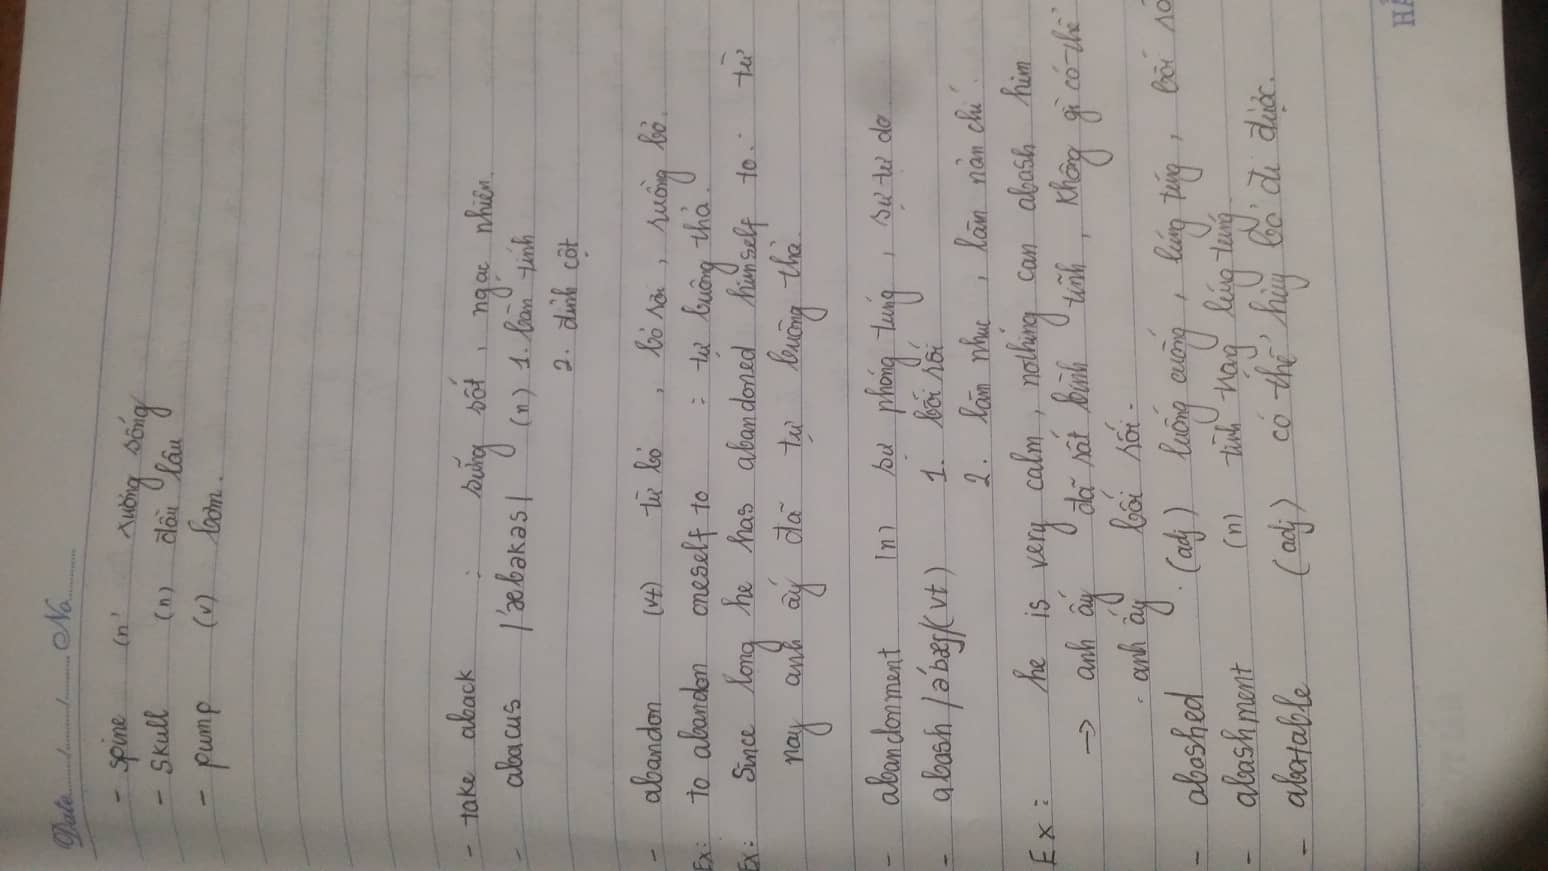 Date............/............/............ No............
- spine (n) xương sống
- skull (n) đầu lâu
- pump (v) bơm.
- take aback : sửng sốt, ngạc nhiên.
- abacus /'æbəkəs/ (n) 1. bàn tính
2. đỉnh cột
- abandon (vt) từ bỏ, bỏ rơi, ruồng bỏ.
Ex: to abandon oneself to : tự buông thả.
Ex: Since long he has abandoned himself to. từ
nay anh ấy đã tự buông thả.
- abandonment (n) sự phóng túng, sự tự do
- abash /əbæʃ/ (vt) 1. bối rối
2. làm nhục, làm nản chí.
Ex: he is very calm, nothing can abash him
→ anh ấy đã rất bình tĩnh, không gì có thể
anh ấy bối rối.
- abashed (adj) luống cuống, lúng túng, bối rố
- abashment (n) tình trạng lúng túng
- abatable (adj) có thể hủy bỏ đi được.